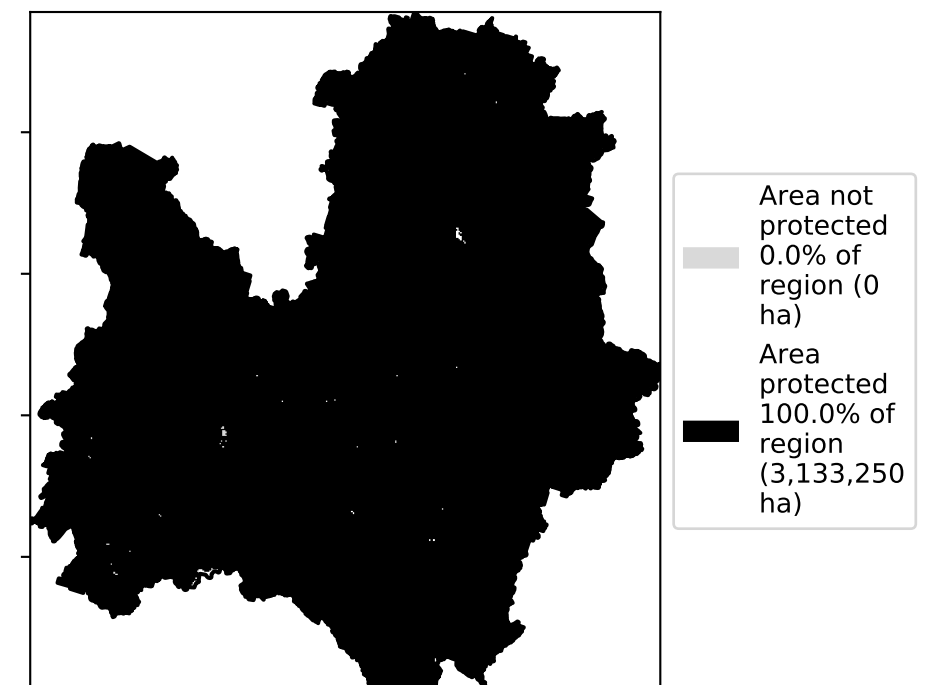 Area not
protected
0.0% of
region (0
ha)
Area
protected
100.0% of
region
(3,133,250
ha)